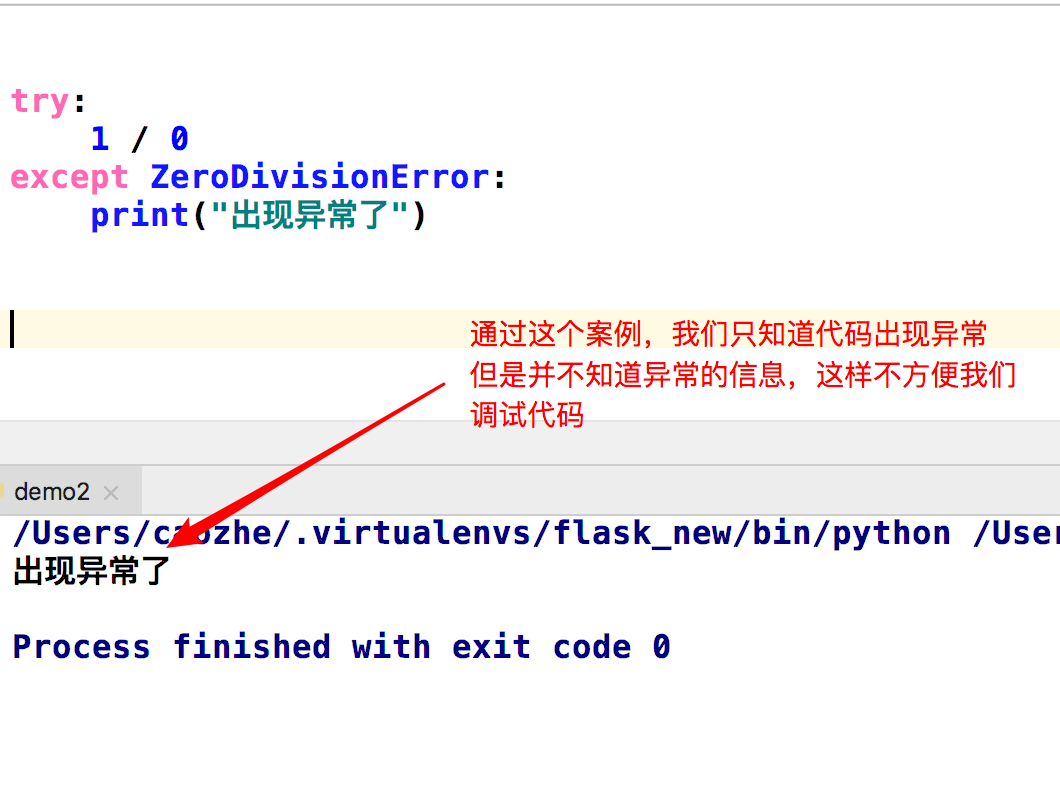 try:
    1 / 0
except ZeroDivisionError:
    print("出现异常了")
通过这个案例，我们只知道代码出现异常
但是并不知道异常的信息，这样不方便我们
调试代码
demo2
/Users/caozhe/.virtualenvs/flask_new/bin/python /User
出现异常了
Process finished with exit code 0